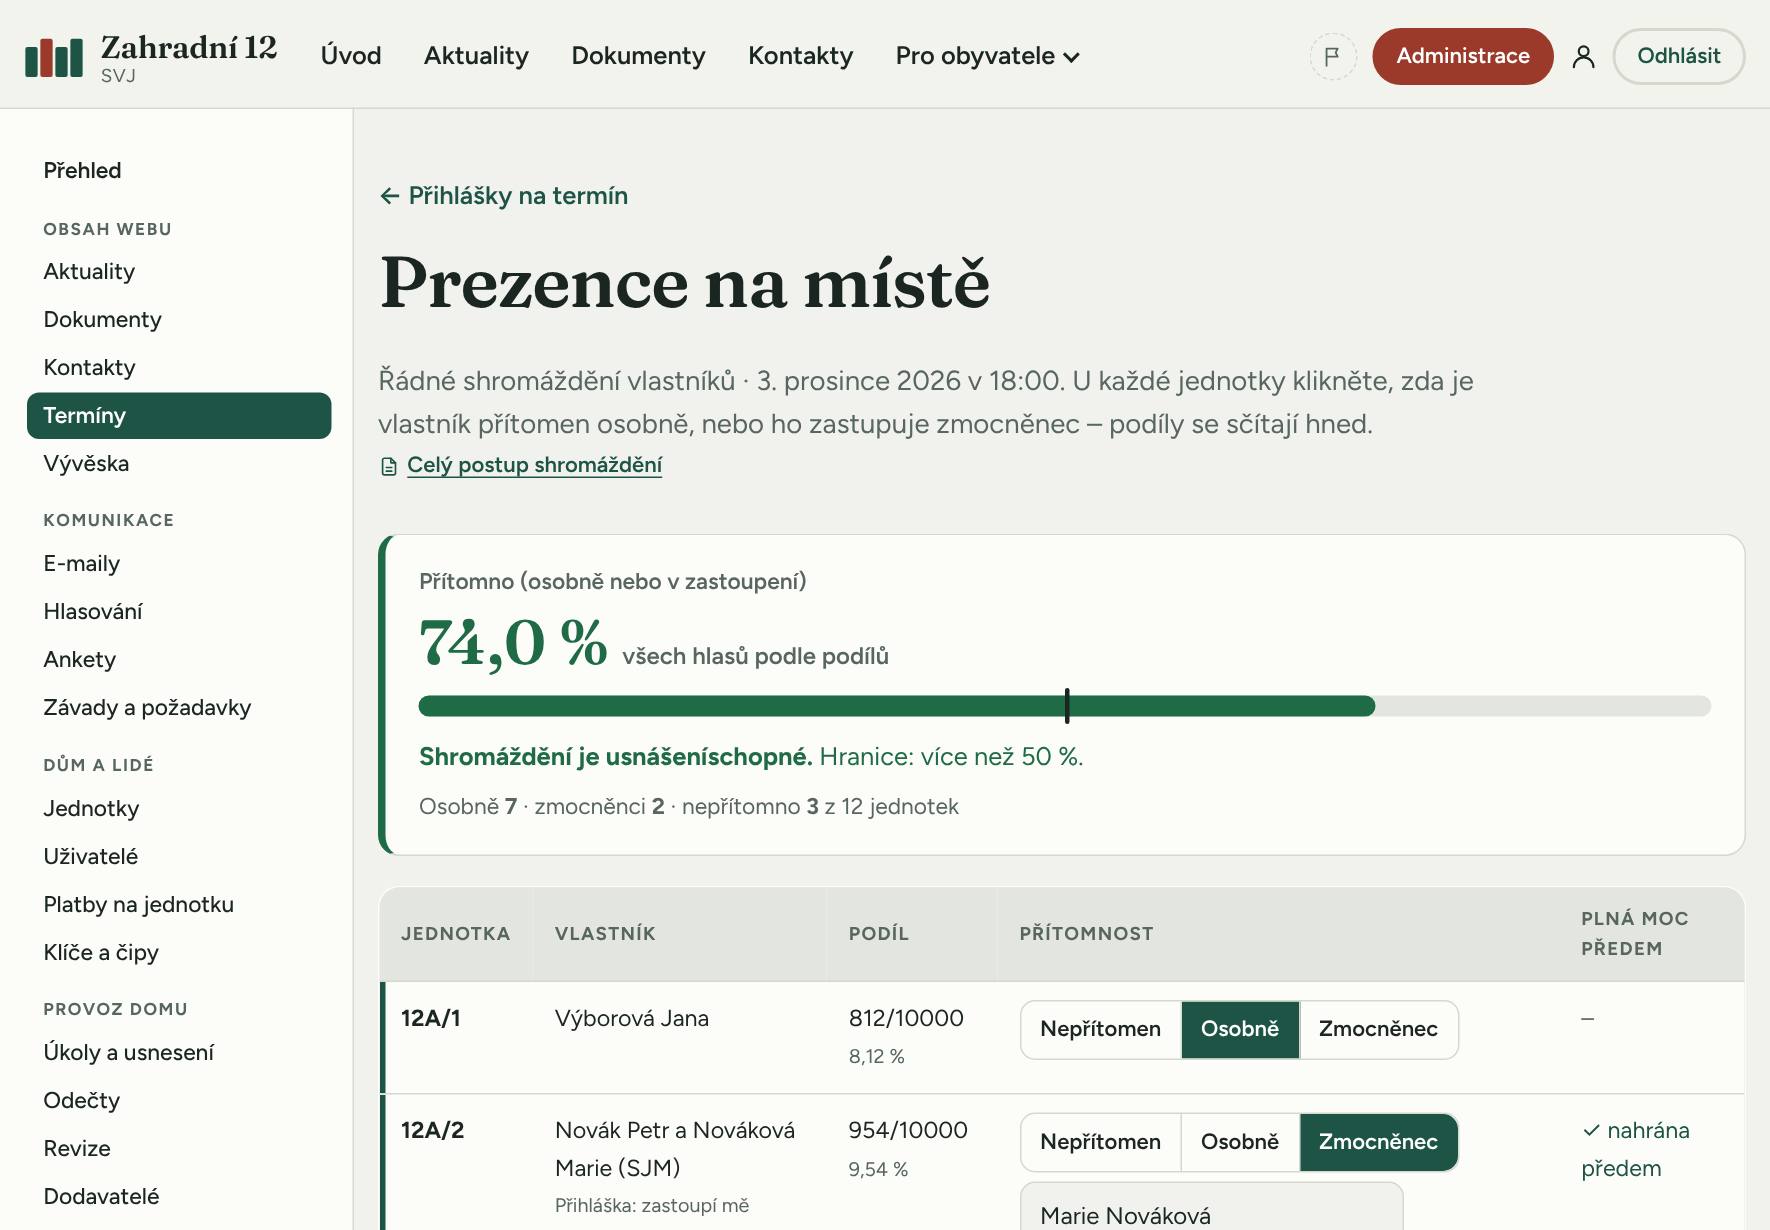 Zahradní 12
SVJ
Úvod
Aktuality
Dokumenty
Kontakty
Pro obyvatele
Administrace
Odhlásit
Přehled
OBSAH WEBU
Aktuality
Dokumenty
Kontakty
Termíny
Vývěska
KOMUNIKACE
E-maily
Hlasování
Ankety
Závady a požadavky
DŮM A LIDÉ
Jednotky
Uživatelé
Platby na jednotku
Klíče a čipy
PROVOZ DOMU
Úkoly a usnesení
Odečty
Revize
Dodavatelé
← Přihlášky na termín
Prezence na místě
Řádné shromáždění vlastníků · 3. prosince 2026 v 18:00. U každé jednotky klikněte, zda je
vlastník přítomen osobně, nebo ho zastupuje zmocněnec – podíly se sčítají hned.
Celý postup shromáždění
Přítomno (osobně nebo v zastoupení)
74,0 % všech hlasů podle podílů
Shromáždění je usnášeníschopné. Hranice: více než 50 %.
Osobně 7 · zmocněnci 2 · nepřítomno 3 z 12 jednotek
JEDNOTKA
VLASTNÍK
PODÍL
PŘÍTOMNOST
PLNÁ MOC
PŘEDEM
12A/1
Výborová Jana
812/10000
8,12 %
Nepřítomen
Osobně
Zmocněnec
–
12A/2
Novák Petr a Nováková
Marie (SJM)
Přihláška: zastoupí mě
954/10000
9,54 %
Nepřítomen
Osobně
Zmocněnec
Marie Nováková
✓ nahrána
předem